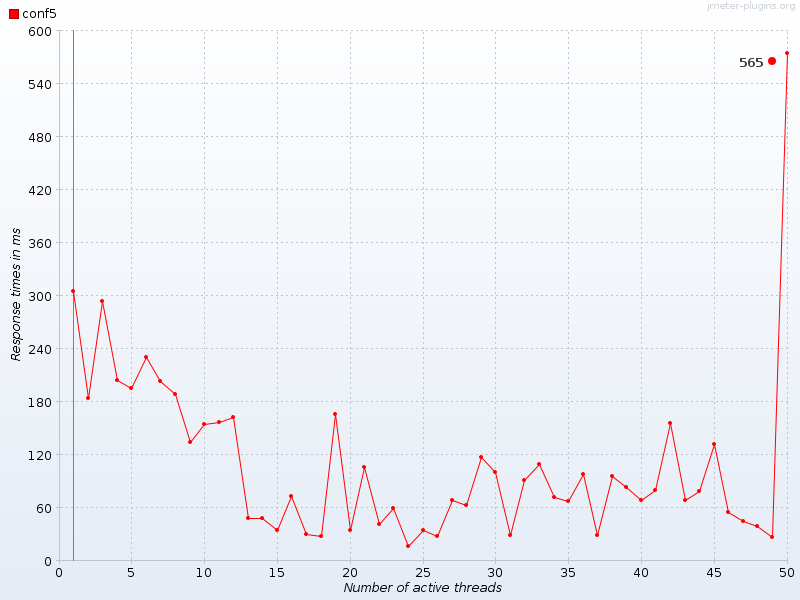 jmeter-plugins.org
conf5
600
565
540
480
420
360
300
240
180
120
60
0
Response times in ms
0 5 10 15 20 25 30 35 40 45 50
Number of active threads